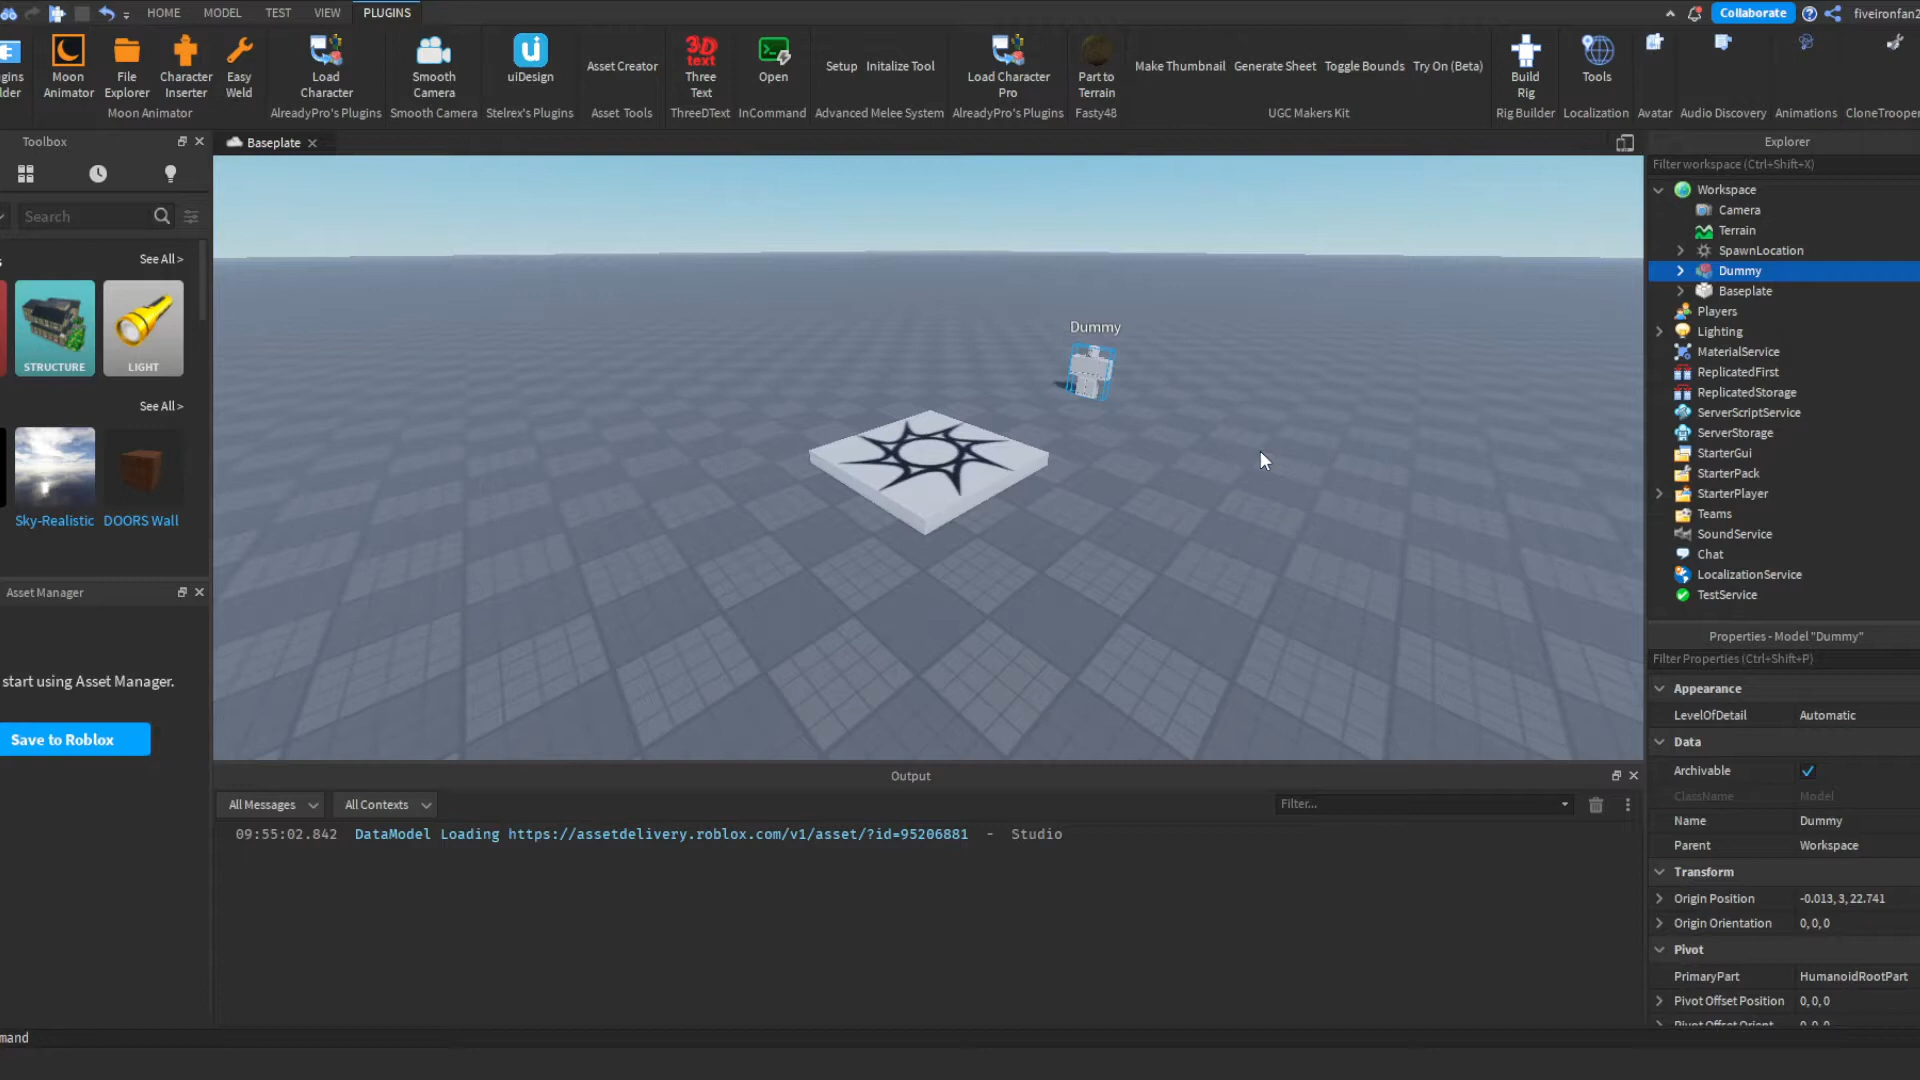 HOME MODEL TEST VIEW PLUGINS
Collaborate
fiveironfan2
Moon Animator
File Explorer
Character Inserter
Easy Weld
Moon Animator
Load Character
AlreadyPro's Plugins
Smooth Camera
Smooth Camera
uiDesign
Stelrex's Plugins
Asset Creator
Asset Tools
3D text
Three Text
ThreeDText
Open
InCommand
Setup Initalize Tool
Advanced Melee System
Load Character Pro
AlreadyPro's Plugins
Part to Terrain
Fasty48
Make Thumbnail Generate Sheet Toggle Bounds Try On (Beta)
UGC Makers Kit
Build Rig
Rig Builder
Tools
Localization
Avatar
Audio Discovery
Animations
CloneTrooper
Toolbox
Search
See All >
STRUCTURE
LIGHT
See All >
Sky-Realistic
DOORS Wall
Asset Manager
start using Asset Manager.
Save to Roblox
mand
Baseplate
Dummy
Output
All Messages
All Contexts
Filter...
09:55:02.842 DataModel Loading https://assetdelivery.roblox.com/v1/asset/?id=95206881 - Studio
Explorer
Filter workspace (Ctrl+Shift+X)
Workspace
Camera
Terrain
SpawnLocation
Dummy
Baseplate
Players
Lighting
MaterialService
ReplicatedFirst
ReplicatedStorage
ServerScriptService
ServerStorage
StarterGui
StarterPack
StarterPlayer
Teams
SoundService
Chat
LocalizationService
TestService
Properties - Model "Dummy"
Filter Properties (Ctrl+Shift+P)
Appearance
LevelOfDetail Automatic
Data
Archivable
ClassName Model
Name Dummy
Parent Workspace
Transform
Origin Position -0.013, 3, 22.741
Origin Orientation 0, 0, 0
Pivot
PrimaryPart HumanoidRootPart
Pivot Offset Position 0, 0, 0